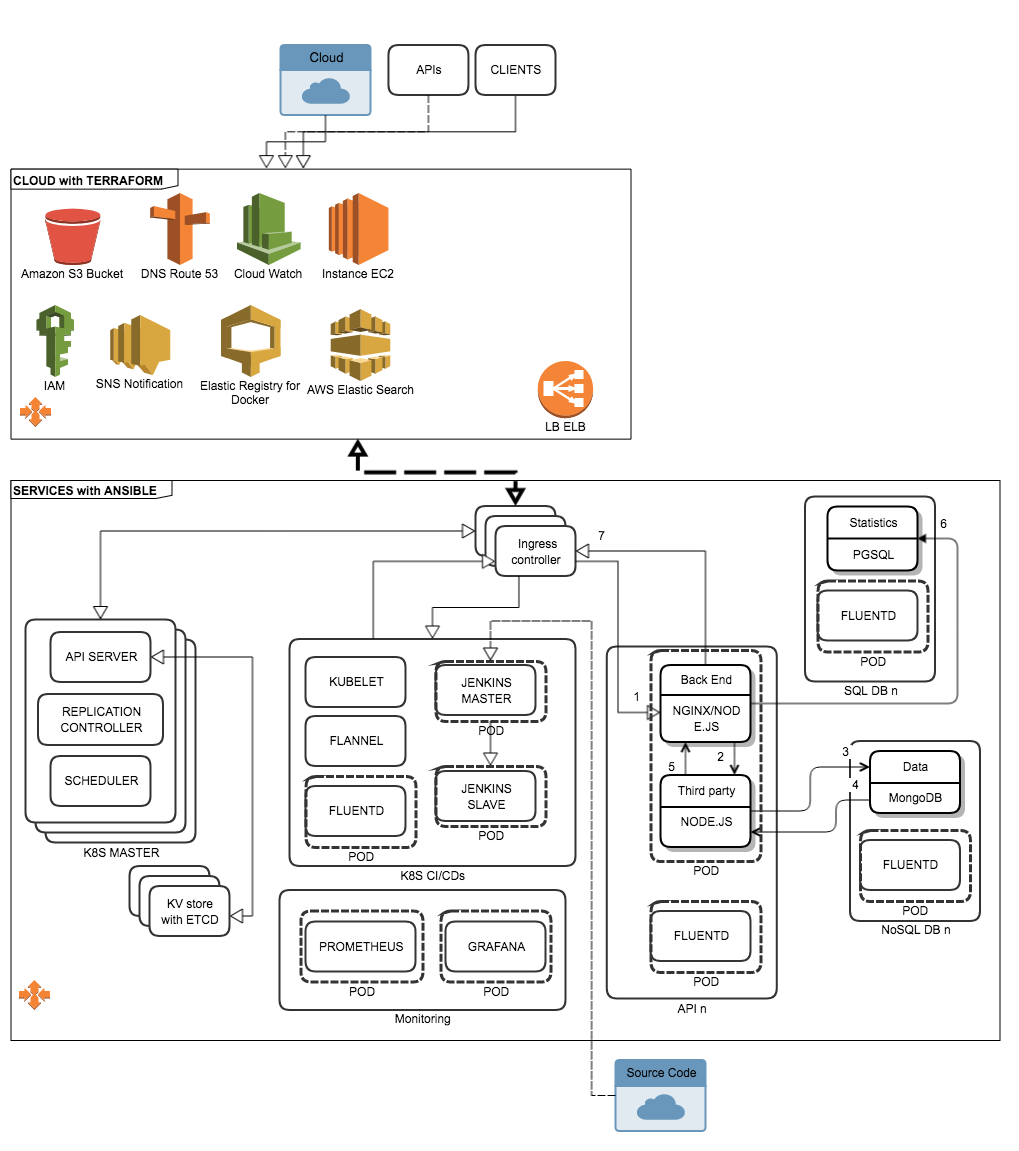 Cloud
APIs
CLIENTS
CLOUD with TERRAFORM
Amazon S3 Bucket
DNS Route 53
Cloud Watch
Instance EC2
IAM
SNS Notification
Elastic Registry for
Docker
AWS Elastic Search
LB ELB
SERVICES with ANSIBLE
Ingress
controller
7
Statistics
PGSQL
6
FLUENTD
POD
SQL DB n
API SERVER
REPLICATION
CONTROLLER
SCHEDULER
K8S MASTER
KV store
with ETCD
KUBELET
FLANNEL
FLUENTD
POD
JENKINS
MASTER
POD
JENKINS
SLAVE
POD
K8S CI/CDs
PROMETHEUS
POD
GRAFANA
POD
Monitoring
1
Back End
NGINX/NOD
E.JS
5
2
Third party
NODE.JS
POD
FLUENTD
POD
API n
3
4
Data
MongoDB
FLUENTD
POD
NoSQL DB n
Source Code